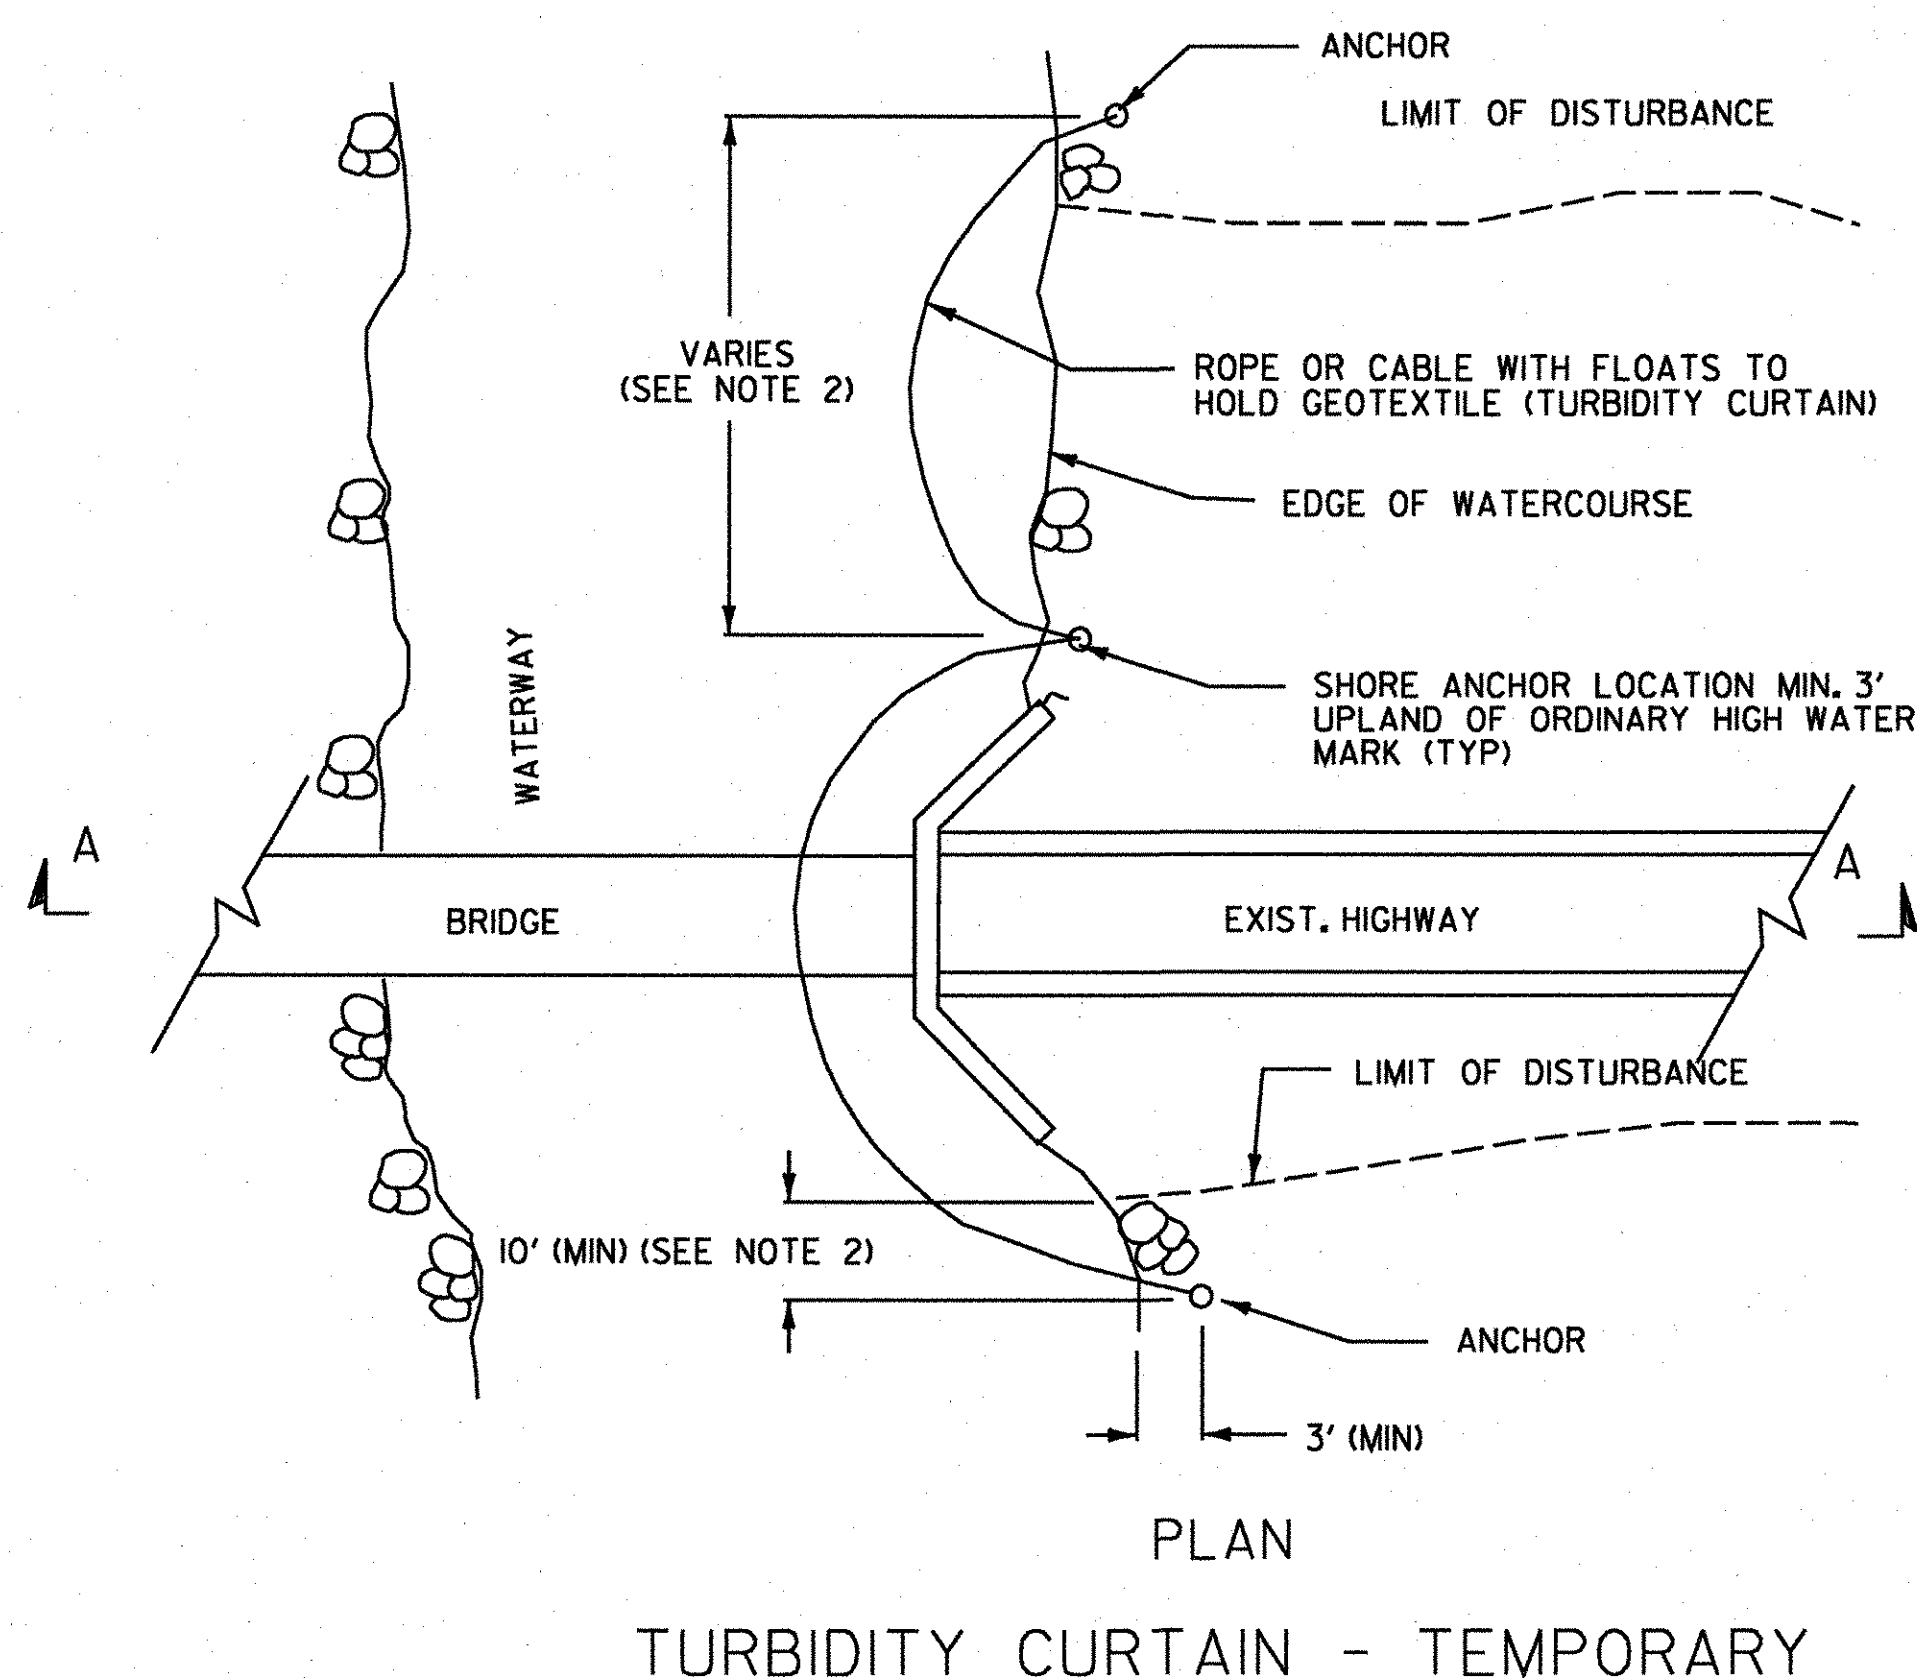 ANCHOR
LIMIT OF DISTURBANCE
VARIES
(SEE NOTE 2)
ROPE OR CABLE WITH FLOATS TO
HOLD GEOTEXTILE (TURBIDITY CURTAIN)
EDGE OF WATERCOURSE
WATERWAY
SHORE ANCHOR LOCATION MIN. 3'
UPLAND OF ORDINARY HIGH WATER
MARK (TYP)
A
A
BRIDGE
EXIST. HIGHWAY
LIMIT OF DISTURBANCE
10' (MIN) (SEE NOTE 2)
ANCHOR
3' (MIN)
PLAN
TURBIDITY CURTAIN - TEMPORARY